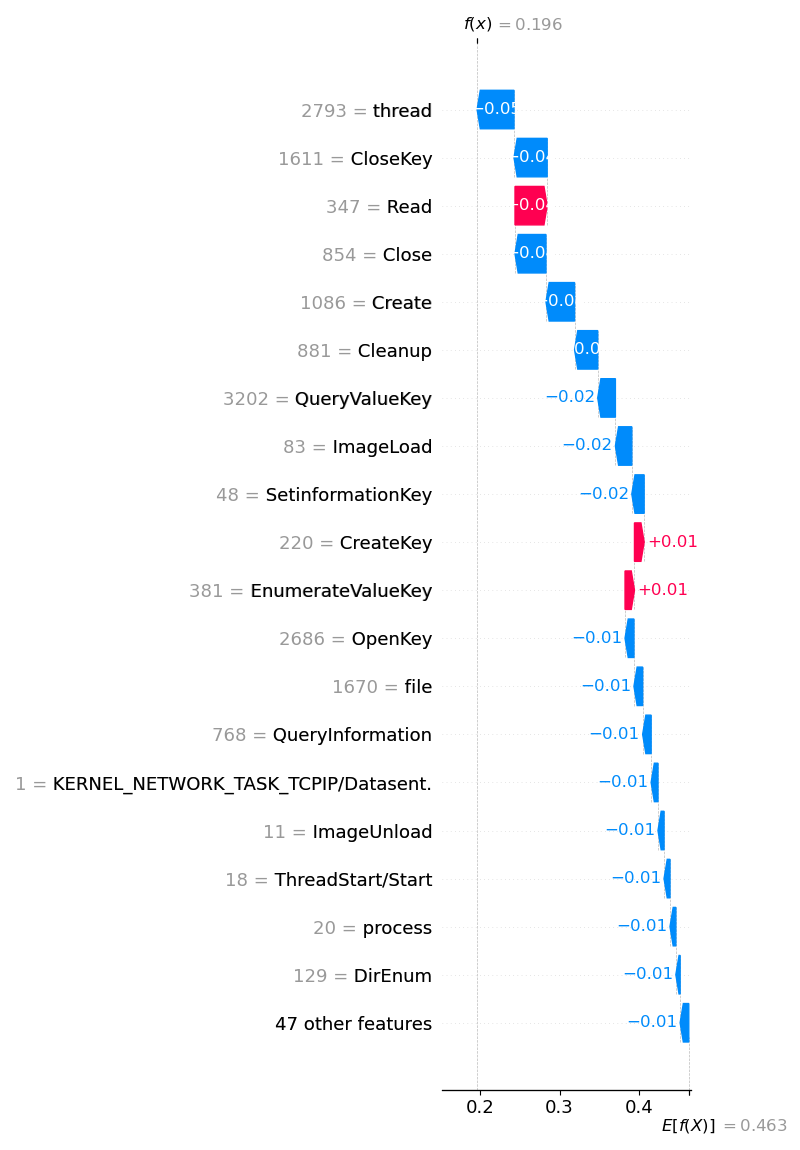 f(x) = 0.196
2793 = thread −0.05
1611 = CloseKey
347 = Read
854 = Close
1086 = Create
881 = Cleanup
3202 = QueryValueKey −0.02
83 = ImageLoad −0.02
48 = SetinformationKey −0.02
220 = CreateKey +0.01
381 = EnumerateValueKey +0.01
2686 = OpenKey −0.01
1670 = file −0.01
768 = QueryInformation −0.01
1 = KERNEL_NETWORK_TASK_TCPIP/Datasent. −0.01
11 = ImageUnload −0.01
18 = ThreadStart/Start −0.01
20 = process −0.01
129 = DirEnum −0.01
47 other features −0.01
0.2 0.3 0.4
E[f(X)] = 0.463